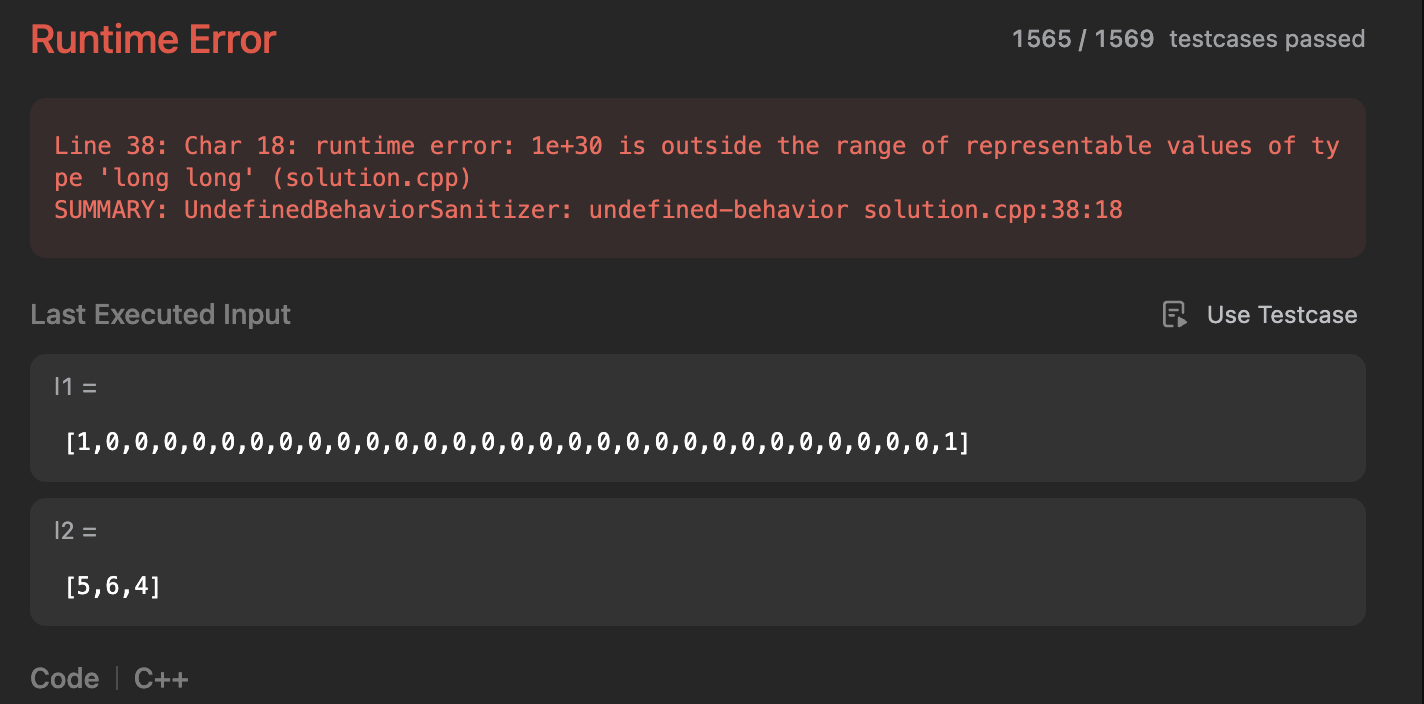 Runtime Error
1565 / 1569 testcases passed
Line 38: Char 18: runtime error: 1e+30 is outside the range of representable values of ty
pe 'long long' (solution.cpp)
SUMMARY: UndefinedBehaviorSanitizer: undefined-behavior solution.cpp:38:18
Last Executed Input
Use Testcase
l1 =
[1,0,0,0,0,0,0,0,0,0,0,0,0,0,0,0,0,0,0,0,0,0,0,0,0,0,0,0,0,0,1]
l2 =
[5,6,4]
Code | C++